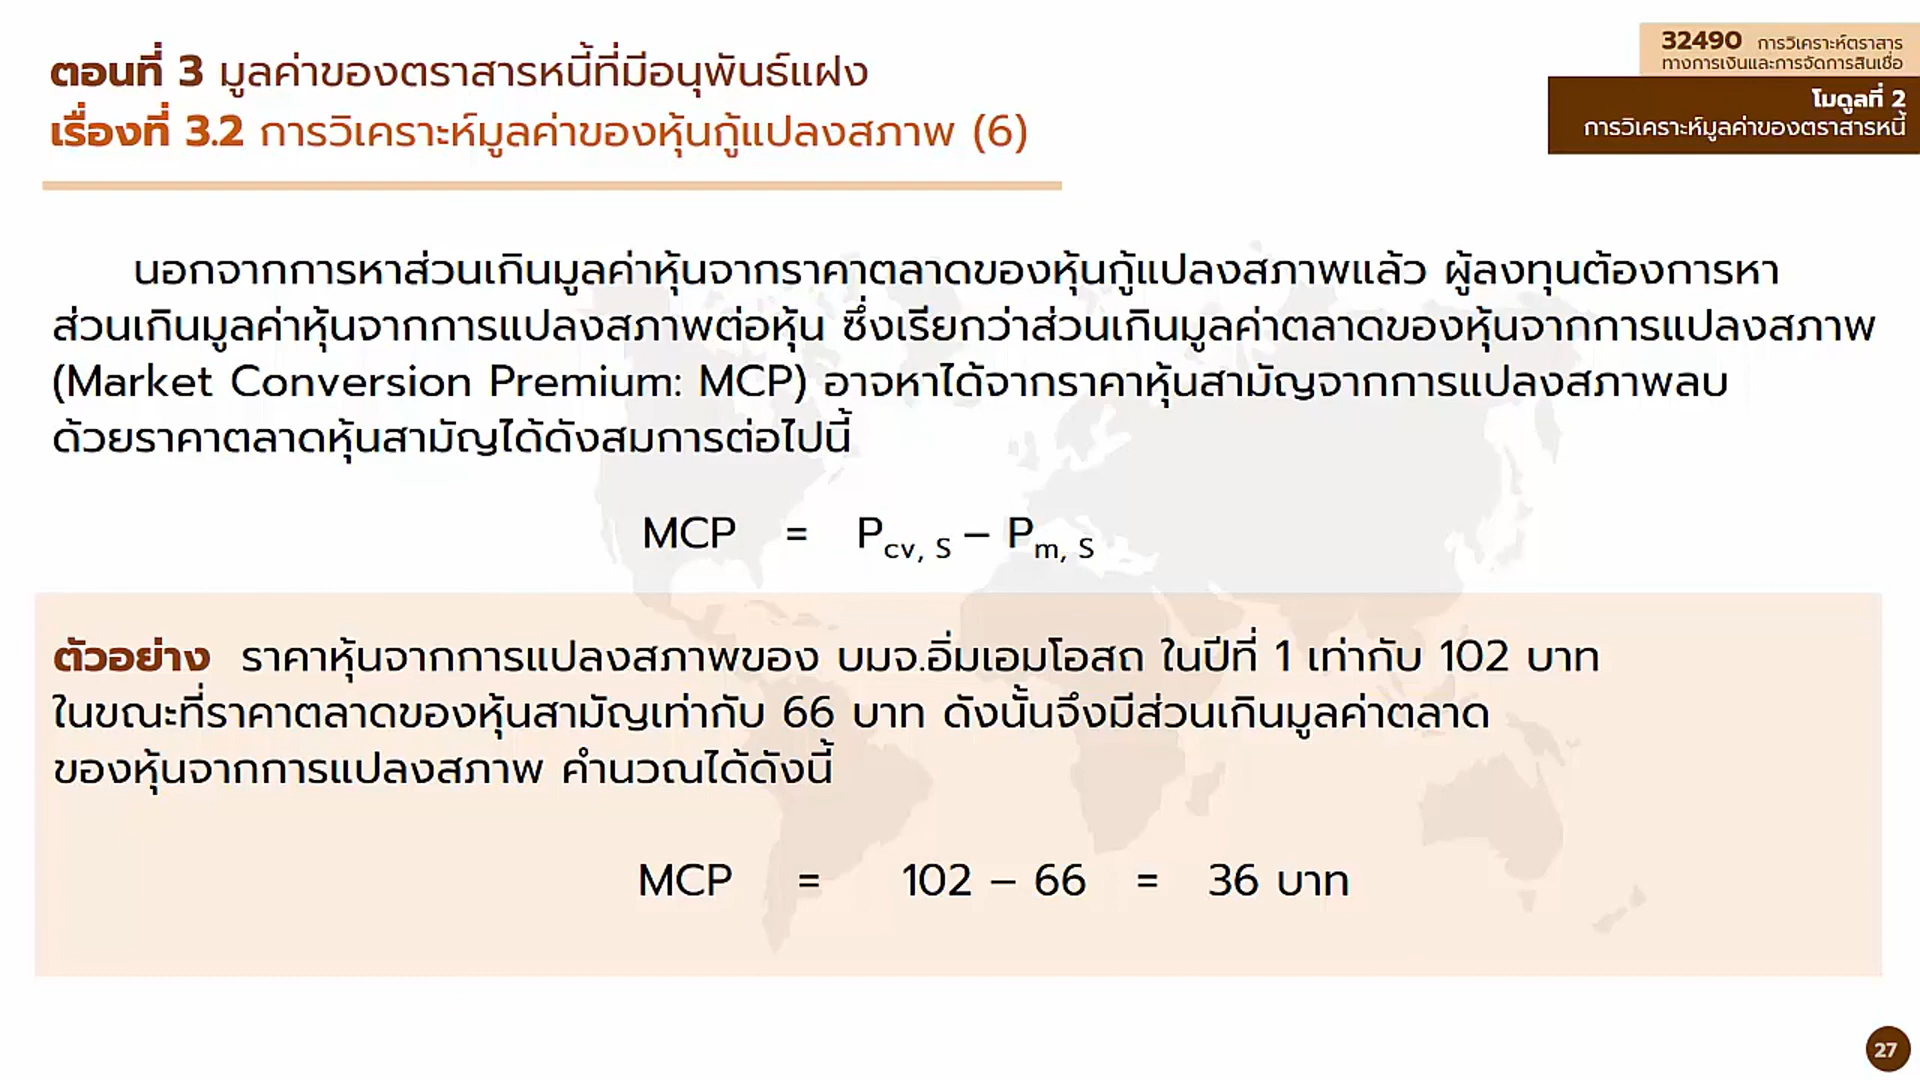 ตอนที่ 3 มูลค่าของตราสารหนี้ที่มีอนุพันธ์แฝง
เรื่องที่ 3.2 การวิเคราะห์มูลค่าของหุ้นกู้แปลงสภาพ (6)
32490 การวิเคราะห์ตราสาร
ทางการเงินและการจัดการสินเชื่อ
โมดูลที่ 2
การวิเคราะห์มูลค่าของตราสารหนี้
นอกจากการหาส่วนเกินมูลค่าหุ้นจากราคาตลาดของหุ้นกู้แปลงสภาพแล้ว ผู้ลงทุนต้องการหา
ส่วนเกินมูลค่าหุ้นจากการแปลงสภาพต่อหุ้น ซึ่งเรียกว่าส่วนเกินมูลค่าตลาดของหุ้นจากการแปลงสภาพ
(Market Conversion Premium: MCP) อาจหาได้จากราคาหุ้นสามัญจากการแปลงสภาพลบ
ด้วยราคาตลาดหุ้นสามัญได้ดังสมการต่อไปนี้
MCP = Pcv, S – Pm, S
ตัวอย่าง ราคาหุ้นจากการแปลงสภาพของ บมจ.อิ่มเอมโอสถ ในปีที่ 1 เท่ากับ 102 บาท
ในขณะที่ราคาตลาดของหุ้นสามัญเท่ากับ 66 บาท ดังนั้นจึงมีส่วนเกินมูลค่าตลาด
ของหุ้นจากการแปลงสภาพ คำนวณได้ดังนี้
MCP = 102 – 66 = 36 บาท
27